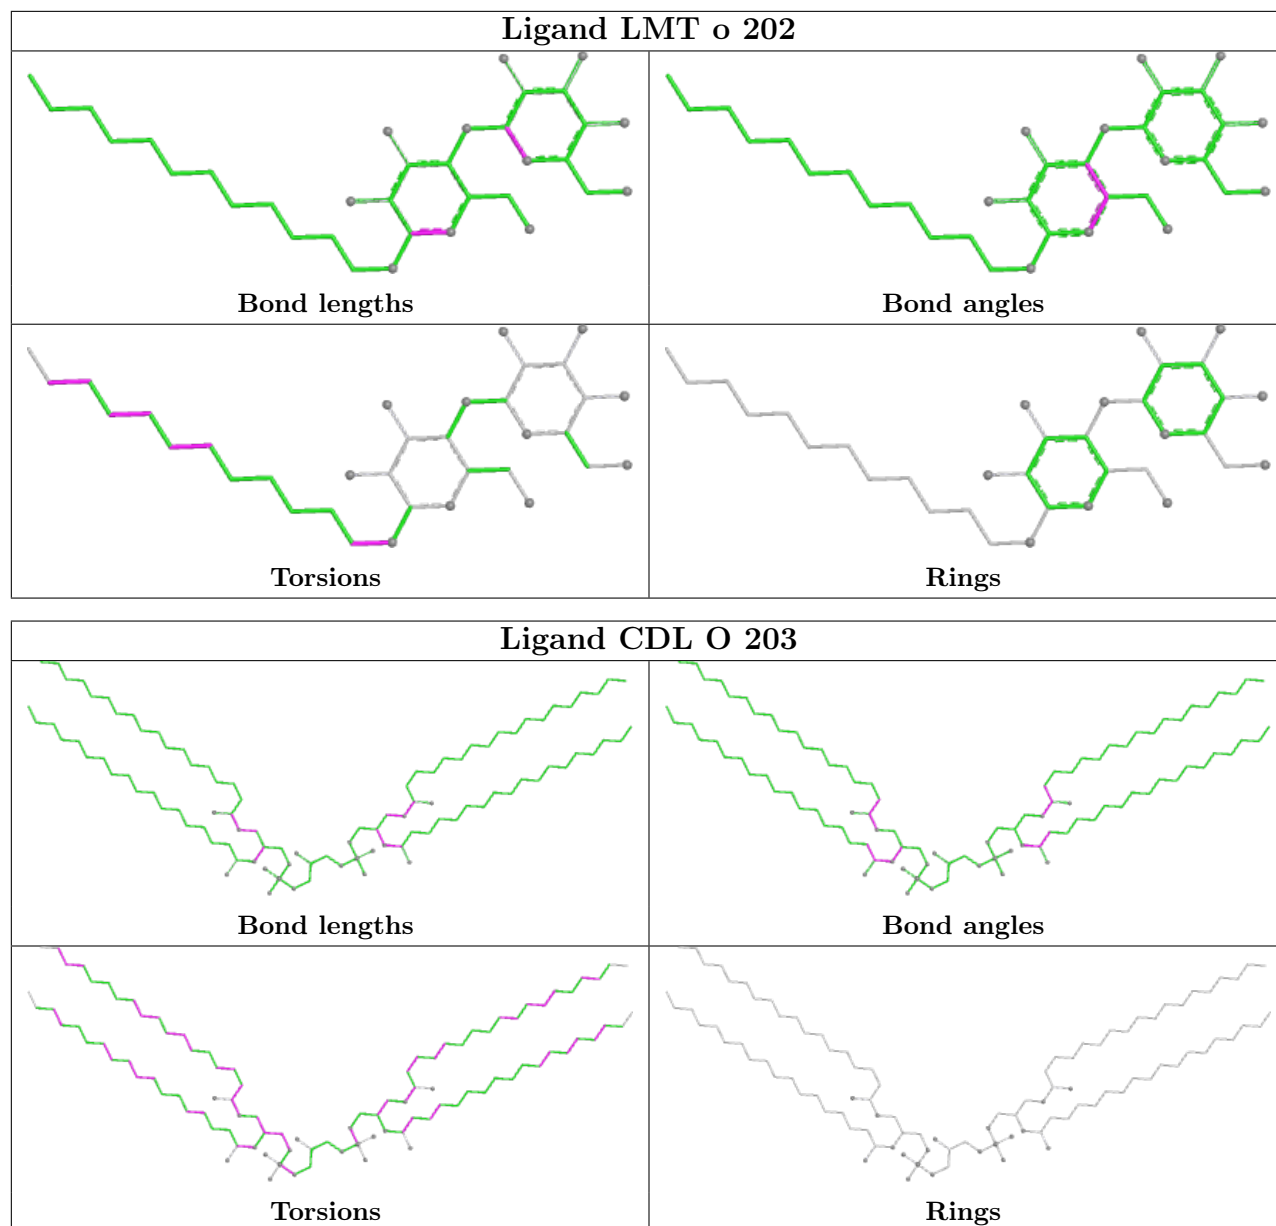 Ligand LMT o 202
Bond lengths
Bond angles
Torsions
Rings
Ligand CDL O 203
Bond lengths
Bond angles
Torsions
Rings